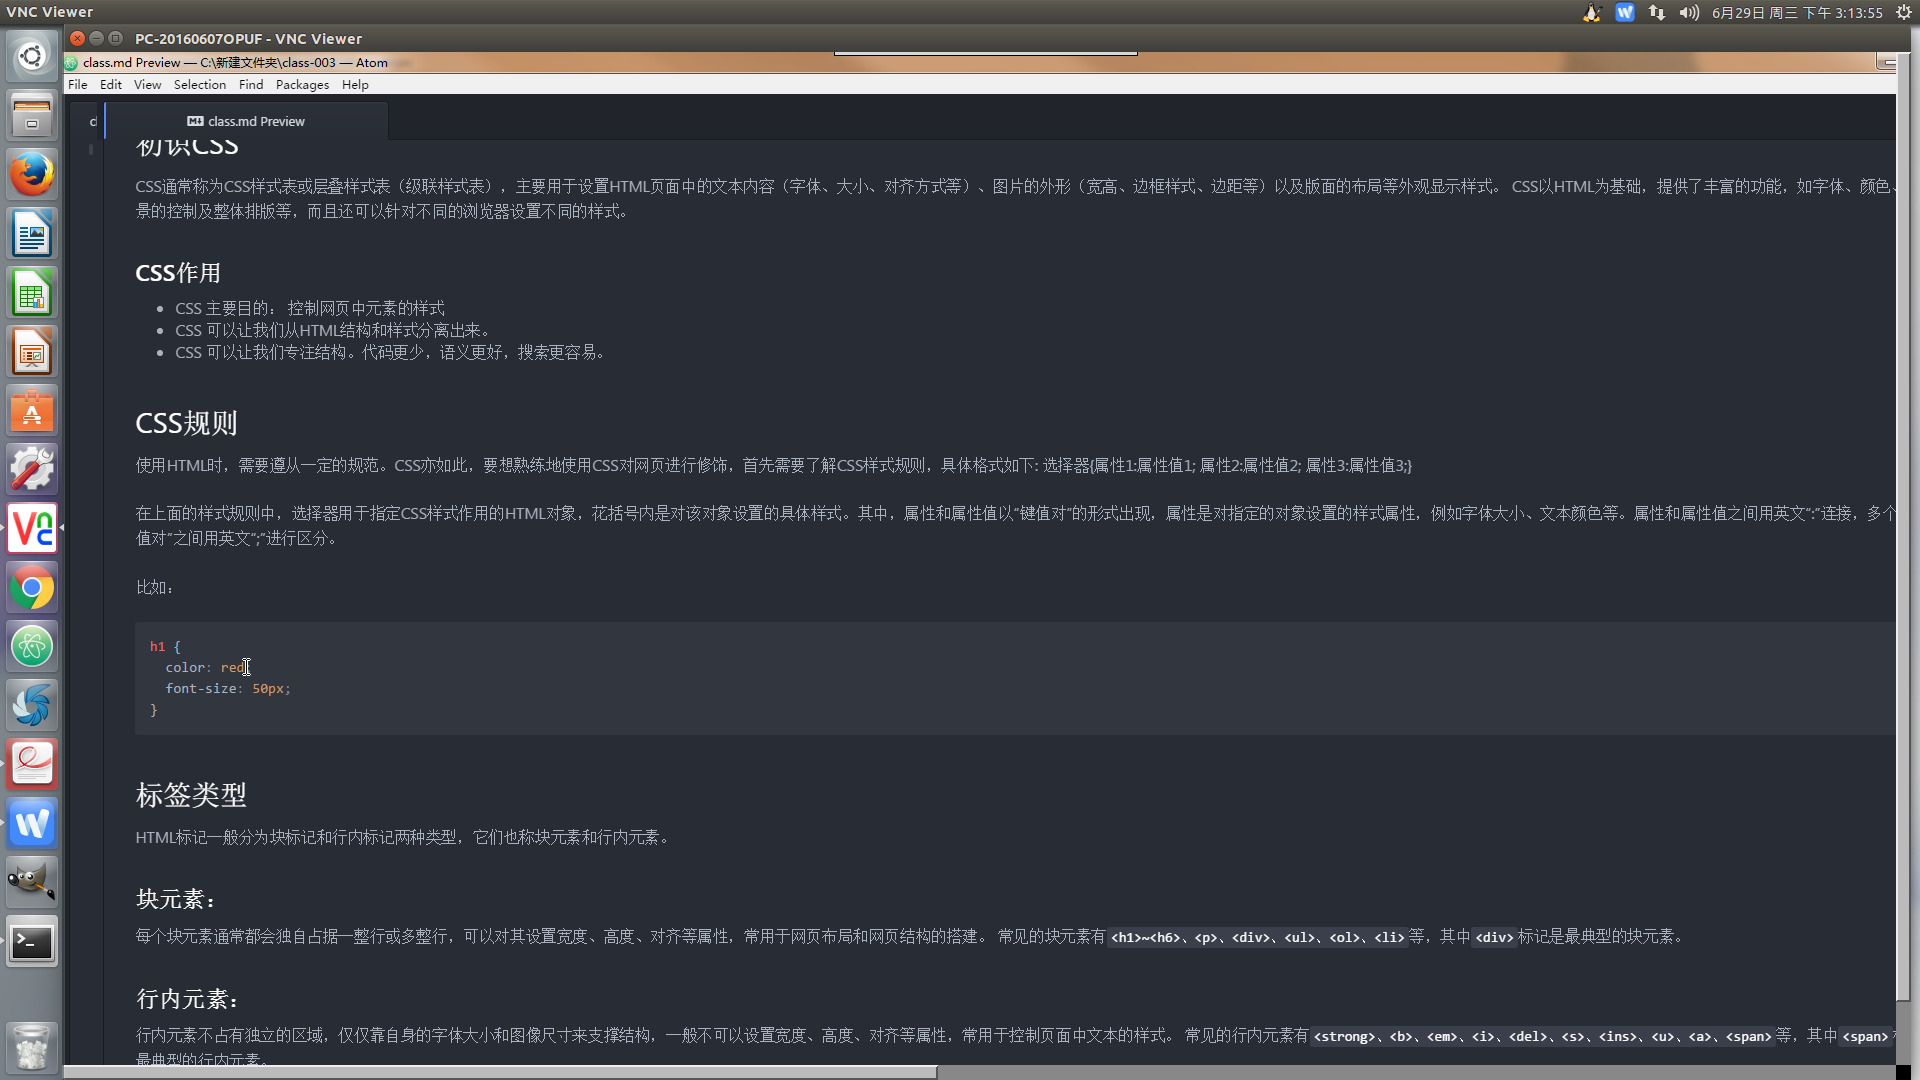 VNC Viewer
6月29日 周三 下午 3:13:55
PC-20160607OPUF - VNC Viewer
class.md Preview — C:\新建文件夹\class-003 — Atom
File Edit View Selection Find Packages Help
class.md Preview
初识CSS
CSS通常称为CSS样式表或层叠样式表（级联样式表），主要用于设置HTML页面中的文本内容（字体、大小、对齐方式等）、图片的外形（宽高、边框样式、边距等）以及版面的布局等外观显示样式。 CSS以HTML为基础，提供了丰富的功能，如字体、颜色、
景的控制及整体排版等，而且还可以针对不同的浏览器设置不同的样式。
CSS作用
• CSS 主要目的： 控制网页中元素的样式
• CSS 可以让我们从HTML结构和样式分离出来。
• CSS 可以让我们专注结构。代码更少，语义更好，搜索更容易。
CSS规则
使用HTML时，需要遵从一定的规范。CSS亦如此，要想熟练地使用CSS对网页进行修饰，首先需要了解CSS样式规则，具体格式如下: 选择器{属性1:属性值1; 属性2:属性值2; 属性3:属性值3;}
在上面的样式规则中，选择器用于指定CSS样式作用的HTML对象，花括号内是对该对象设置的具体样式。其中，属性和属性值以“键值对”的形式出现，属性是对指定的对象设置的样式属性，例如字体大小、文本颜色等。属性和属性值之间用英文“:”连接，多个
值对”之间用英文“;”进行区分。
比如：
h1 {
color: red
font-size: 50px;
}
标签类型
HTML标记一般分为块标记和行内标记两种类型，它们也称块元素和行内元素。
块元素：
每个块元素通常都会独自占据一整行或多整行，可以对其设置宽度、高度、对齐等属性，常用于网页布局和网页结构的搭建。 常见的块元素有 <h1>~<h6>、<p>、<div>、<ul>、<ol>、<li> 等，其中 <div> 标记是最典型的块元素。
行内元素：
行内元素不占有独立的区域，仅仅靠自身的字体大小和图像尺寸来支撑结构，一般不可以设置宽度、高度、对齐等属性，常用于控制页面中文本的样式。 常见的行内元素有 <strong>、<b>、<em>、<i>、<del>、<s>、<ins>、<u>、<a>、<span> 等，其中 <span>
最典型的行内元素。